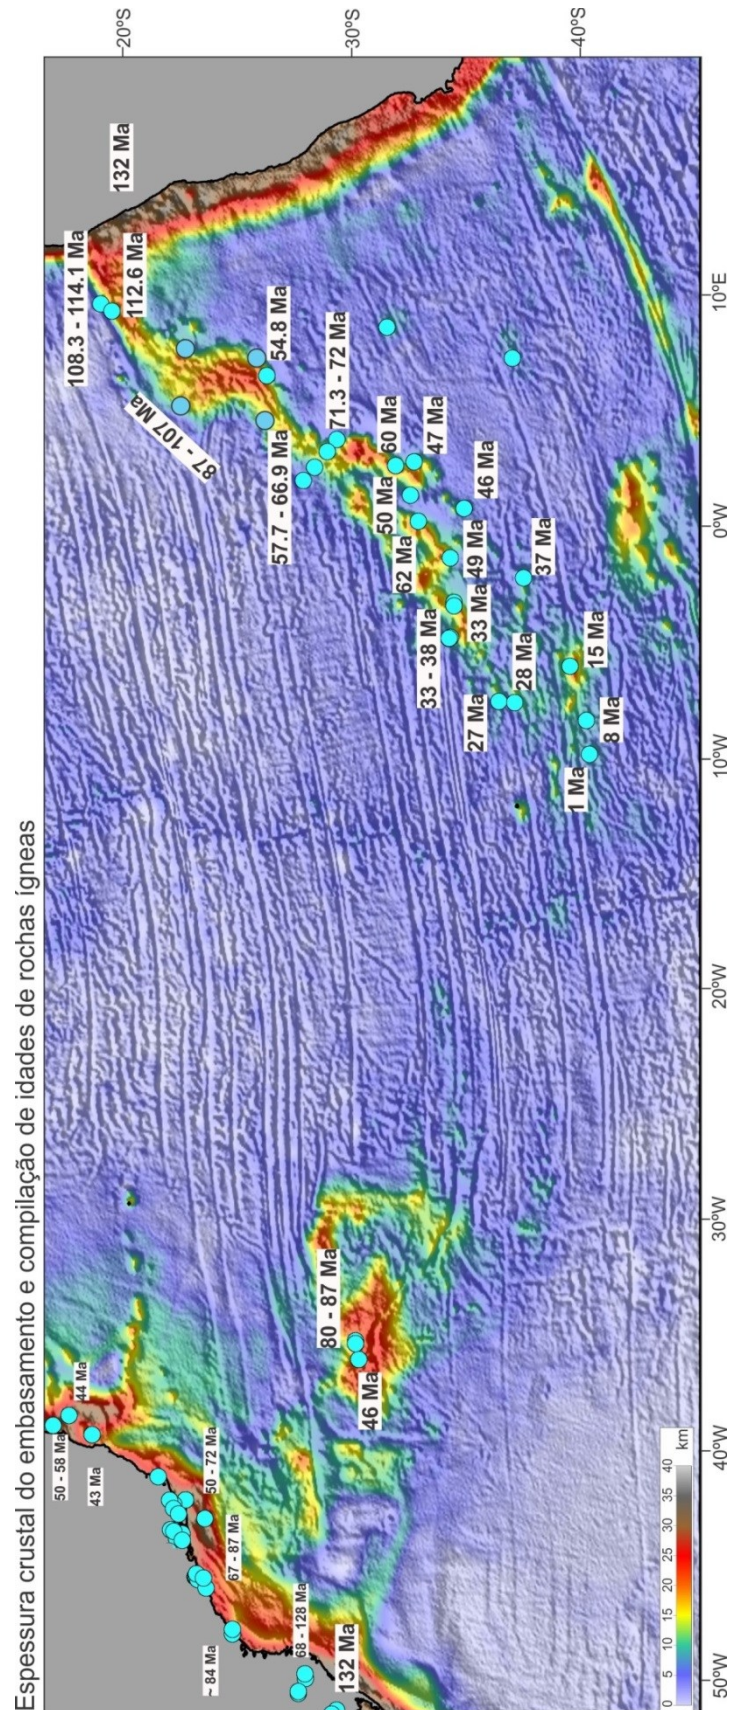 Espessura crustal do embasamento e compilação de idades de rochas ígneas
20°S
30°S
40°S
132 Ma
108.3 - 114.1 Ma
112.6 Ma
10°E
54.8 Ma
87 - 107 Ma
71.3 - 72 Ma
57.7 - 66.9 Ma
60 Ma
47 Ma
50 Ma
46 Ma
0°W
62 Ma
49 Ma
37 Ma
33 - 38 Ma
33 Ma
15 Ma
28 Ma
27 Ma
8 Ma
1 Ma
10°W
20°W
30°W
80 - 87 Ma
46 Ma
44 Ma
50 - 58 Ma
43 Ma
40°W
50 - 72 Ma
67 - 87 Ma
68 - 128 Ma
~ 84 Ma
132 Ma
50°W
0 5 10 15 20 25 30 35 40
km